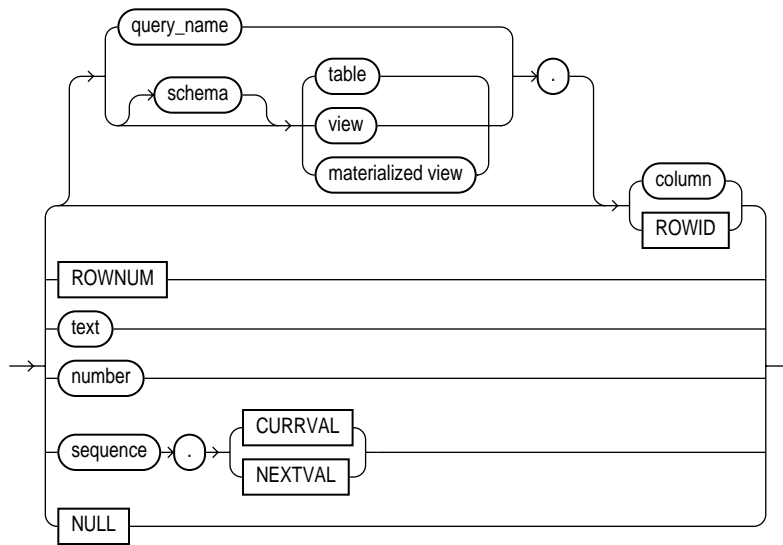 query_name
schema
table
view
materialized view
.
column
ROWID
ROWNUM
text
number
sequence . CURRVAL
NEXTVAL
NULL